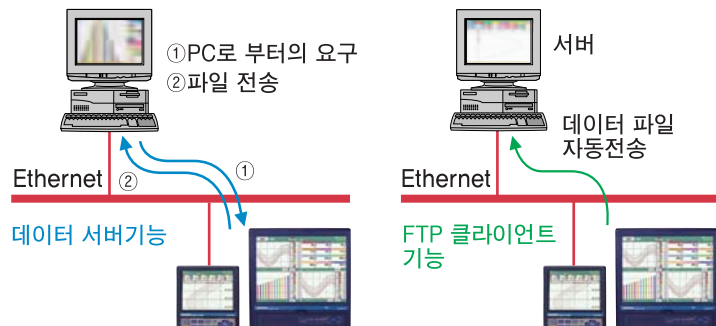 ①PC로 부터의 요구
②파일 전송
①
Ethernet
②
데이터 서버기능
서버
데이터 파일
자동전송
Ethernet
FTP 클라이언트
기능